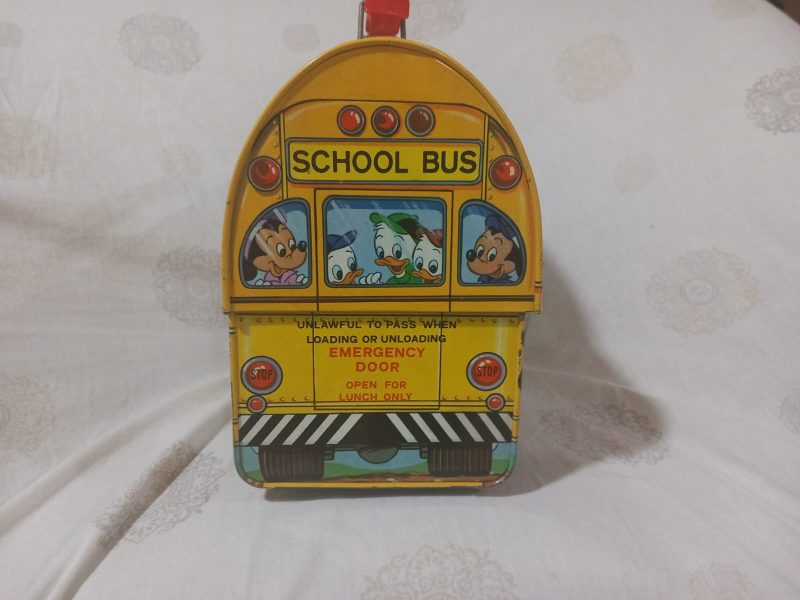 SCHOOL BUS
UNLAWFUL TO PASS WHEN
LOADING OR UNLOADING
EMERGENCY
DOOR
STOP STOP
OPEN FOR
LUNCH ONLY